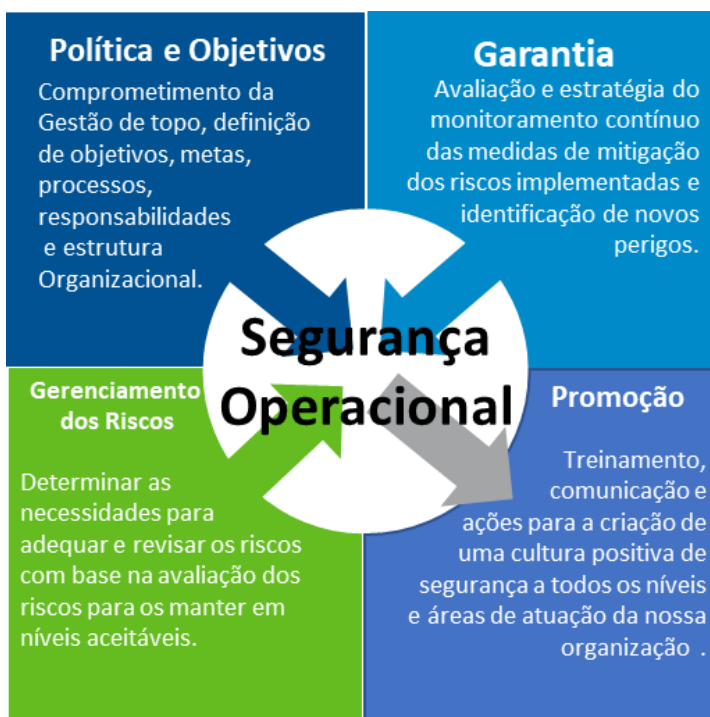 Política e Objetivos
Comprometimento da
Gestão de topo, definição
de objetivos, metas,
processos,
responsabilidades
e estrutura
Organizacional.
Garantia
Avaliação e estratégia do
monitoramento contínuo
das medidas de mitigação
dos riscos implementadas e
identificação de novos
perigos.
Segurança
Operacional
Gerenciamento
dos Riscos
Determinar as
necessidades para
adequar e revisar os riscos
com base na avaliação dos
riscos para os manter em
níveis aceitáveis.
Promoção
Treinamento,
comunicação e
ações para a criação de
uma cultura positiva de
segurança a todos os níveis
e áreas de atuação da nossa
organização .